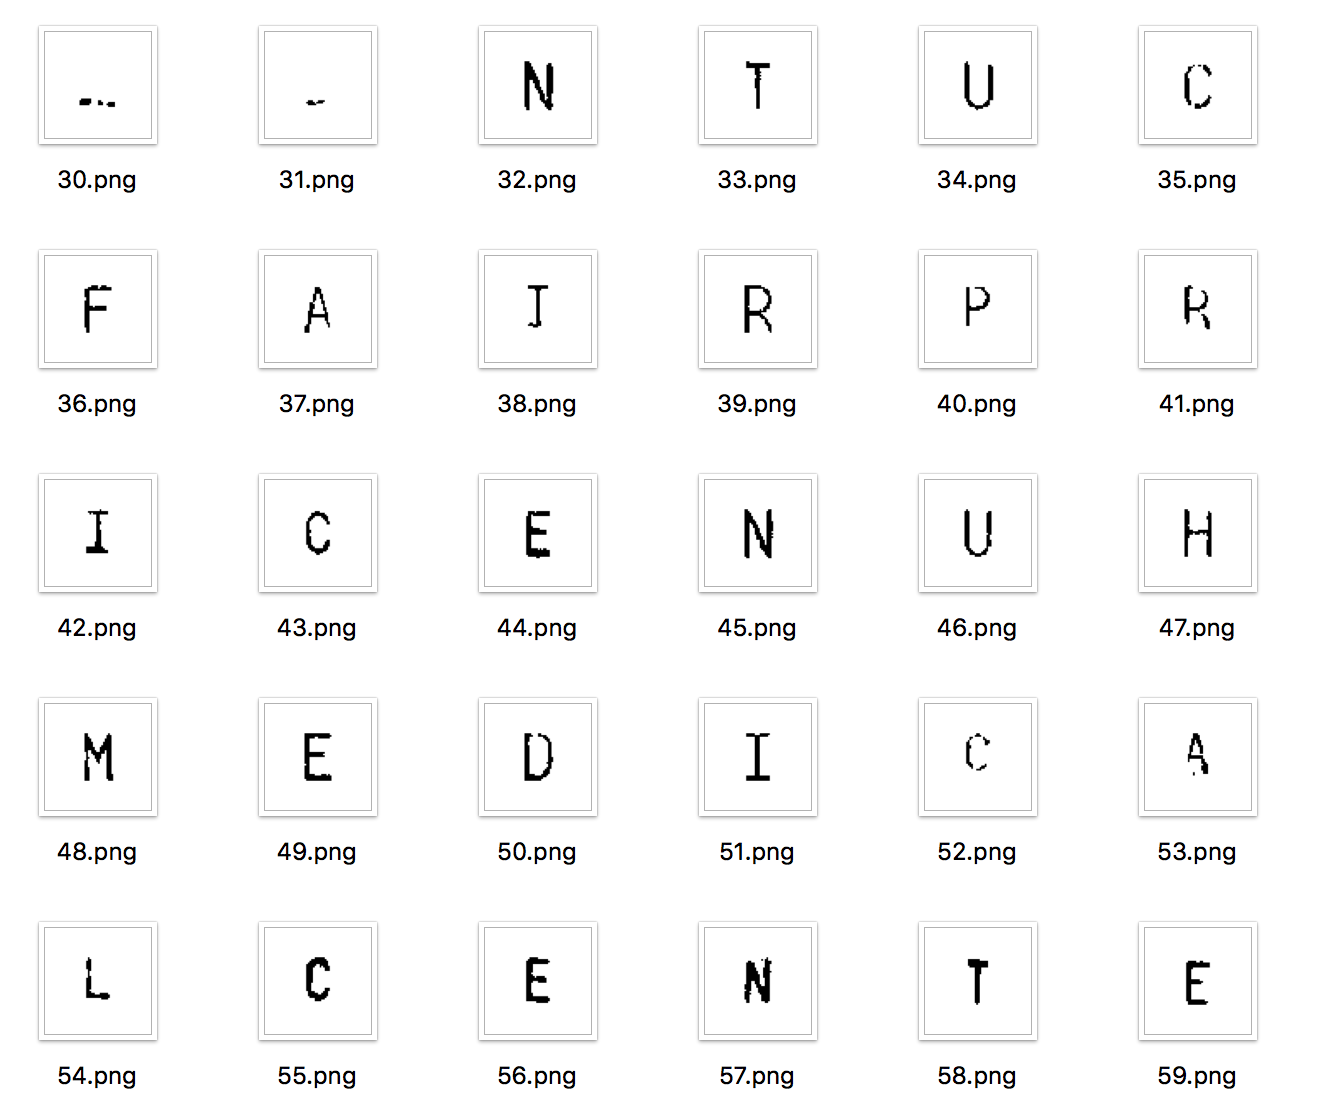 N T U C
30.png 31.png 32.png 33.png 34.png 35.png
F A I R P R
36.png 37.png 38.png 39.png 40.png 41.png
I C E N U H
42.png 43.png 44.png 45.png 46.png 47.png
M E D I C A
48.png 49.png 50.png 51.png 52.png 53.png
L C E N T E
54.png 55.png 56.png 57.png 58.png 59.png